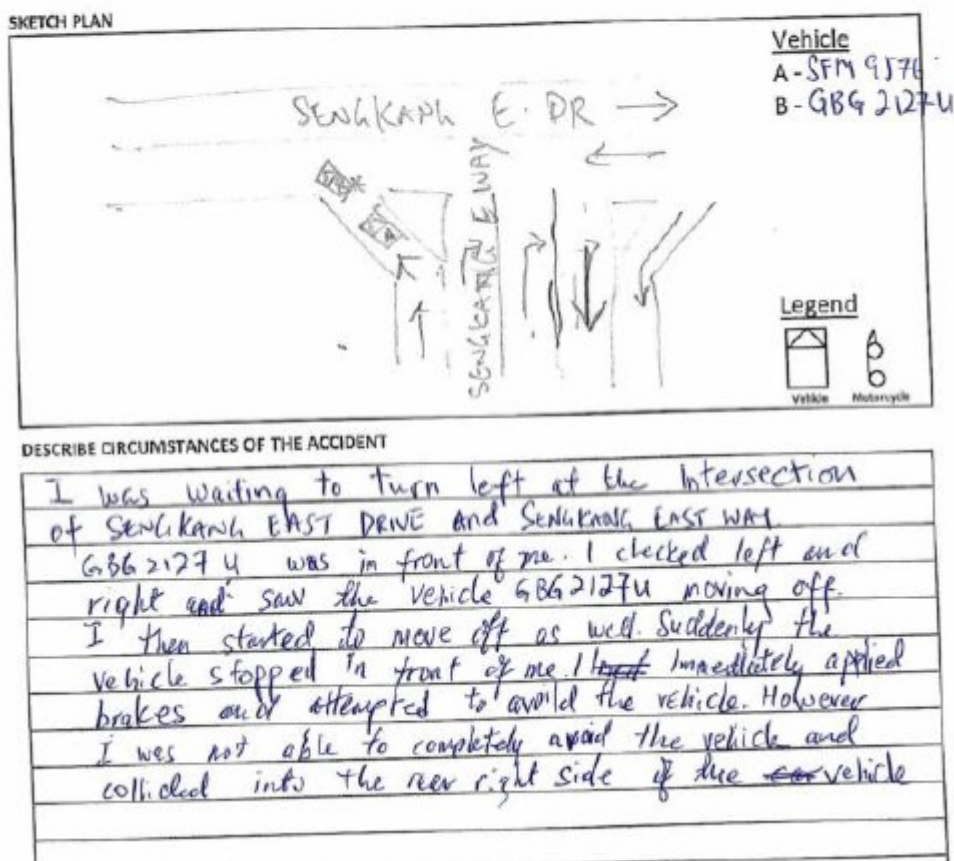 SKETCH PLAN
Vehicle
A - SFM 957
B - GBG 2127U
SENGKANG E. DR
SENGKANG E WAY
Legend
Vehicle
Motorcycle
DESCRIBE CIRCUMSTANCES OF THE ACCIDENT
I was waiting to turn left at the Intersection
of SENGKANG EAST DRIVE And SENGKANG EAST WAY
GBG 2127 U was in front of me. I checked left and
right and saw the vehicle GBG2127U moving off.
I then started to move off as well. Suddenly the
vehicle stopped in front of me. I immediately applied
brakes and attempted to avoid the vehicle. However
I was not able to completely avoid the vehicle and
collided into the rear right side of the car vehicle